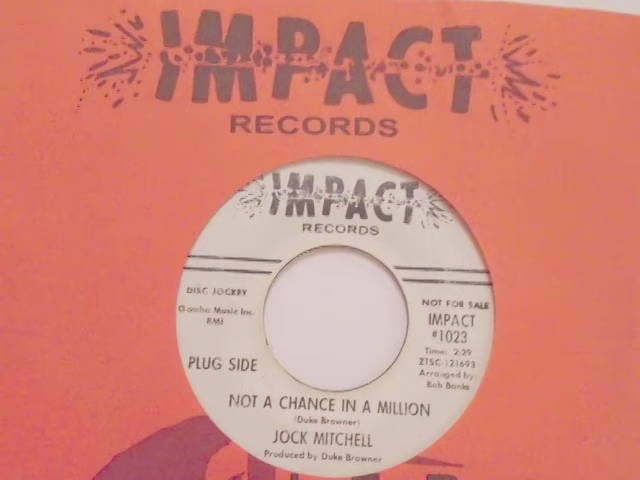 IMPACT
RECORDS
IMPACT
RECORDS
DISC JOCKEY
Gomba Music Inc.
BMI
PLUG SIDE
NOT FOR SALE
IMPACT
#1023
Time: 2:29
ZTSC-121693
Arranged by
Bob Banks
NOT A CHANCE IN A MILLION
(Duke Browner)
JOCK MITCHELL
Produced by Duke Browner